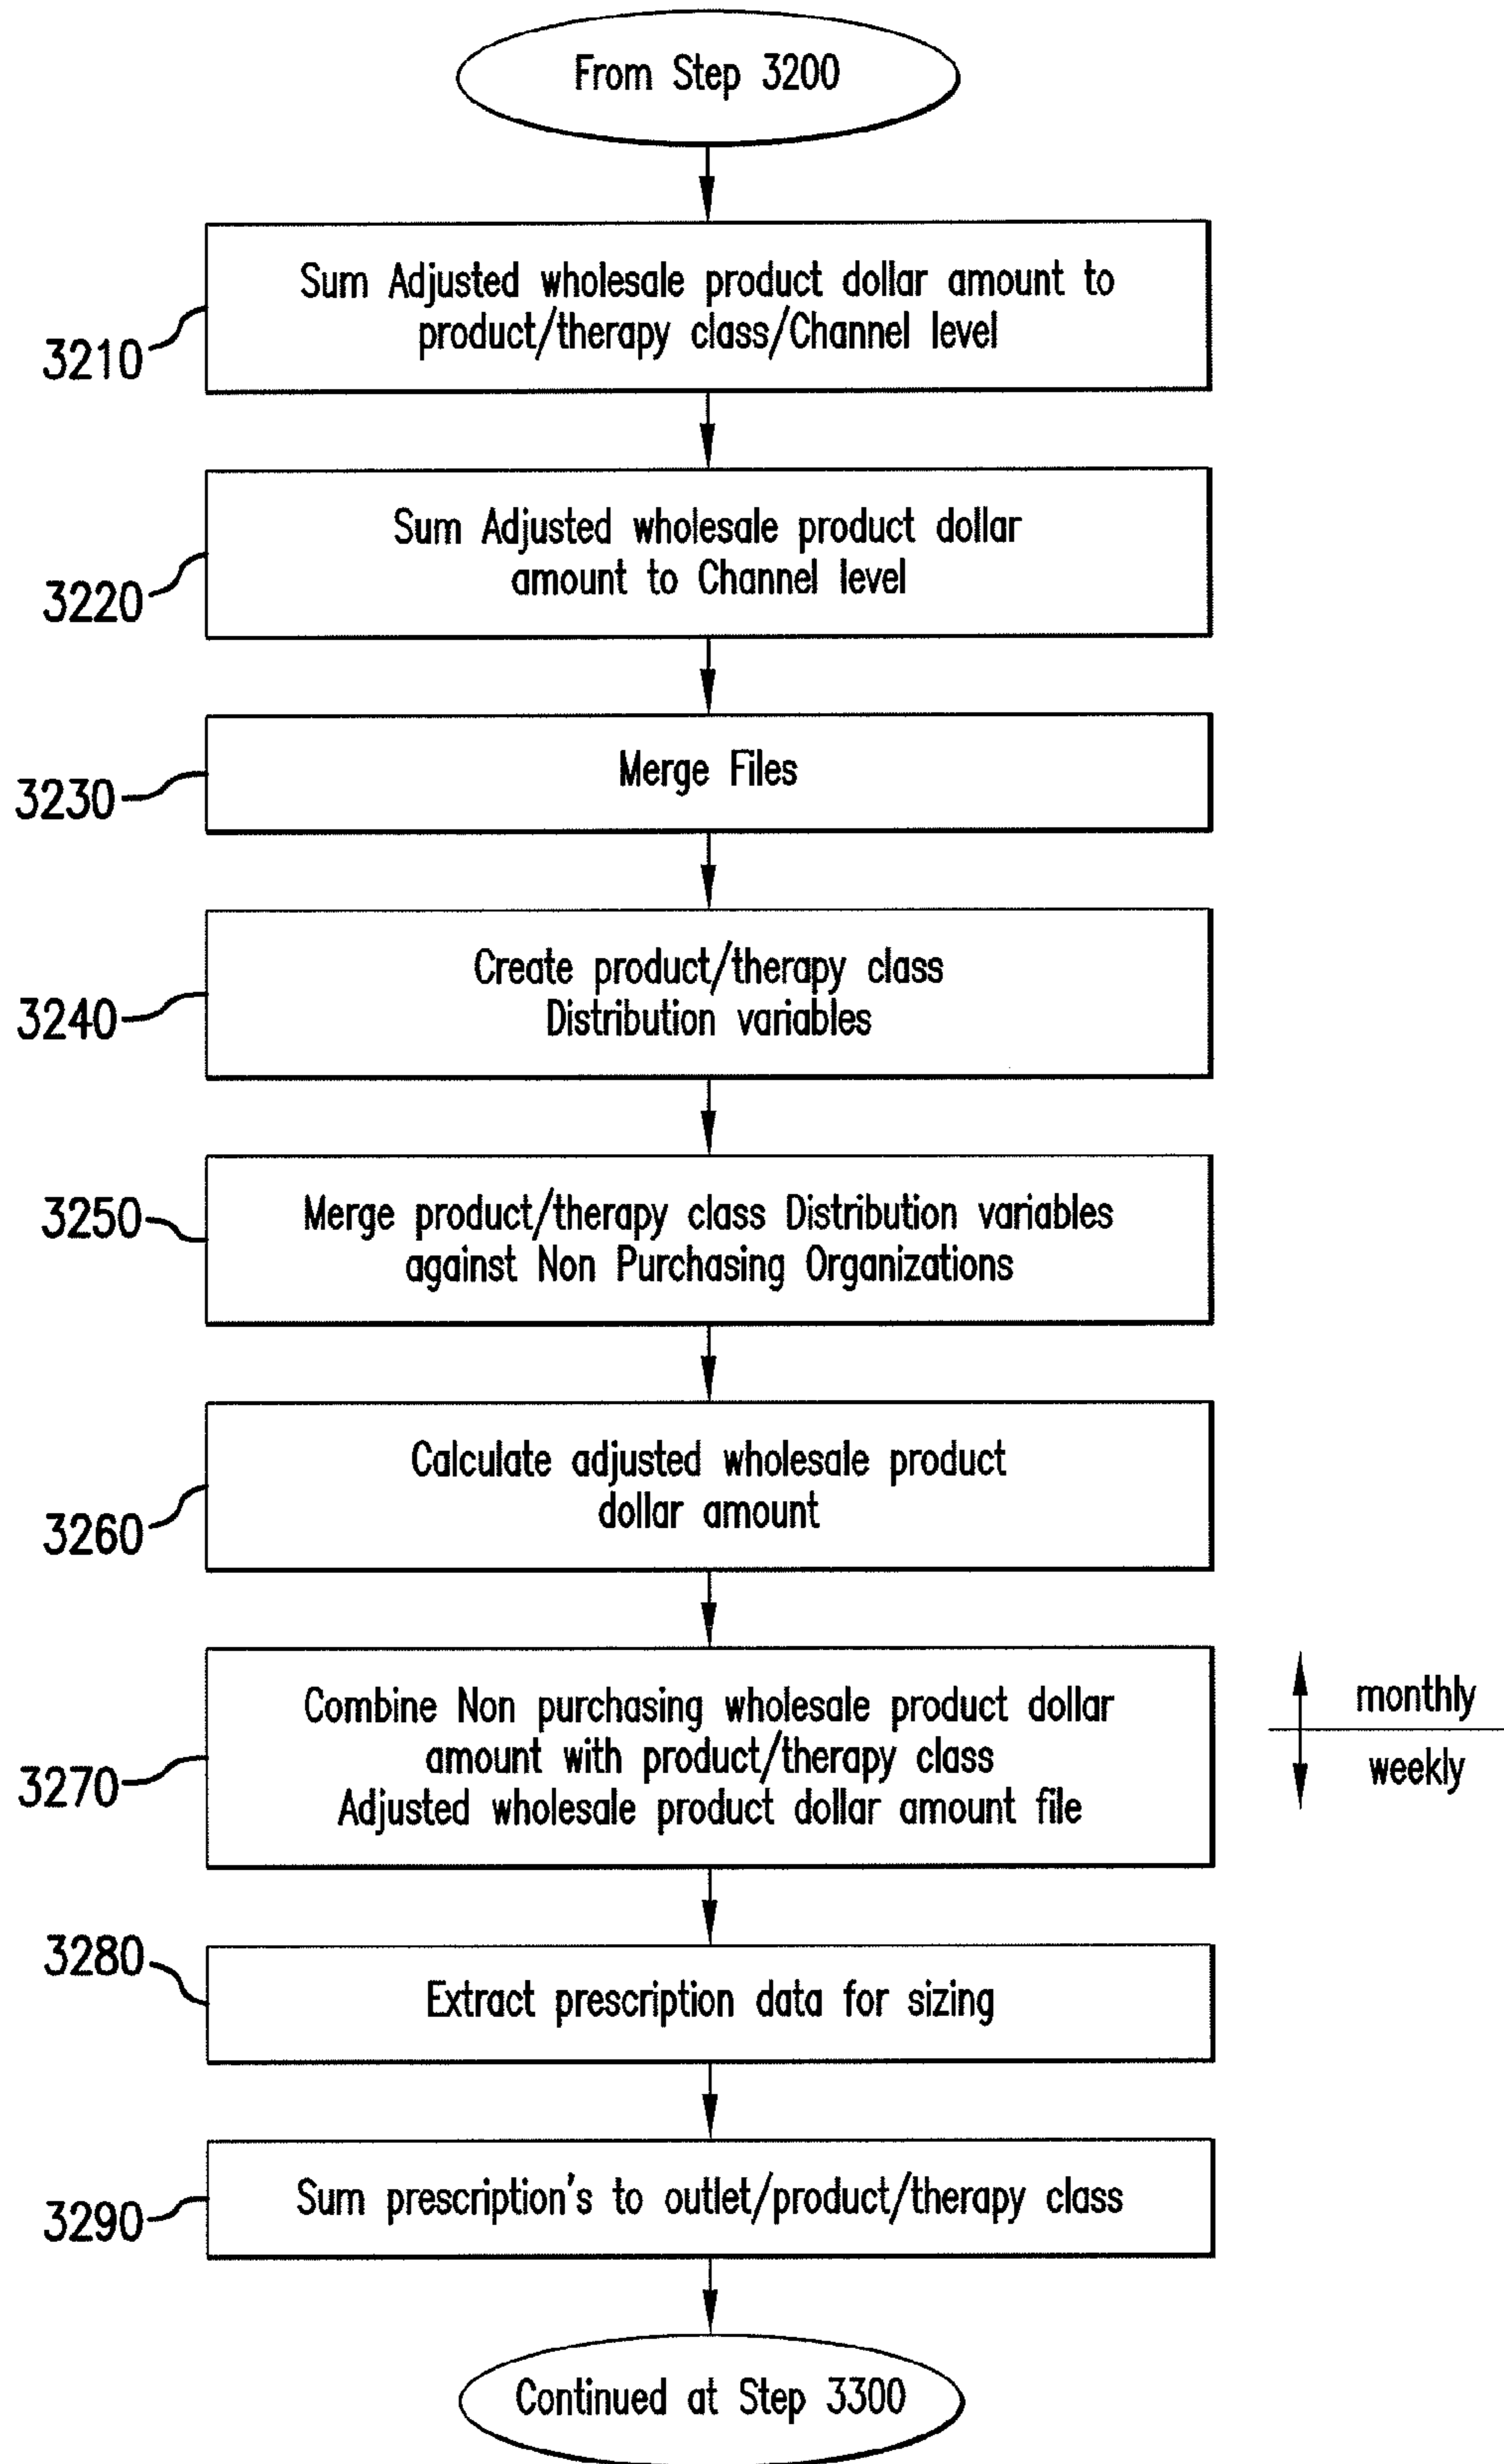 From Step 3200
Sum Adjusted wholesale product dollar amount to
product/therapy class/Channel level
3210
Sum Adjusted wholesale product dollar
amount to Channel level
3220
Merge Files
3230
Create product/therapy class
Distribution variables
3240
Merge product/therapy class Distribution variables
against Non Purchasing Organizations
3250
Calculate adjusted wholesale product
dollar amount
3260
Combine Non purchasing wholesale product dollar
amount with product/therapy class
Adjusted wholesale product dollar amount file
3270
monthly
weekly
Extract prescription data for sizing
3280
Sum prescription's to outlet/product/therapy class
3290
Continued at Step 3300